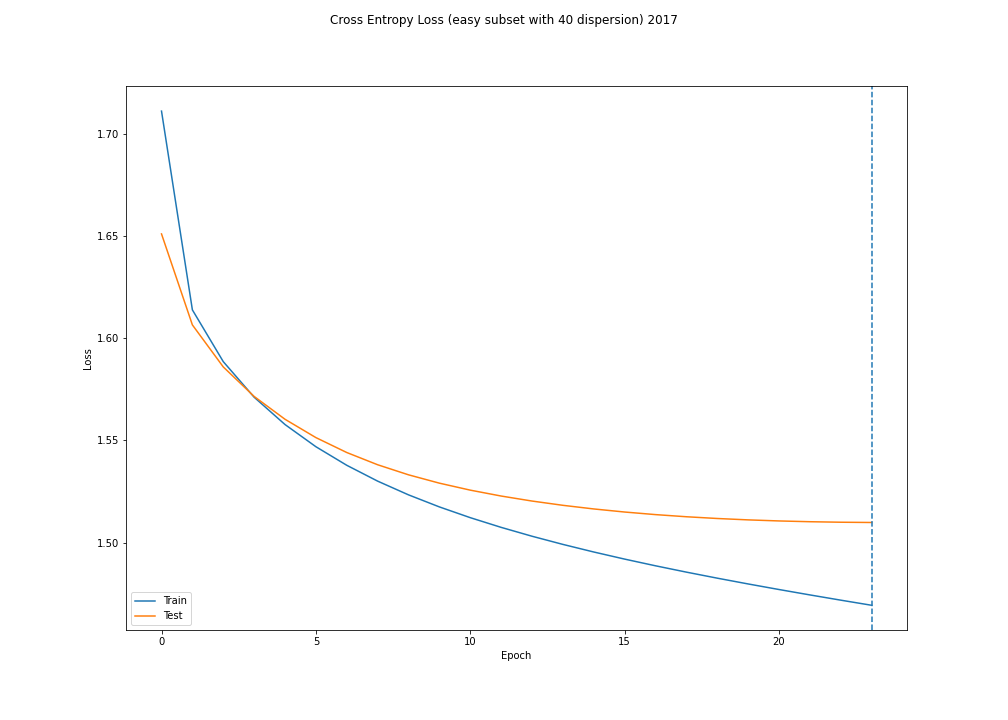 Cross Entropy Loss (easy subset with 40 dispersion) 2017
1.70
1.65
1.60
1.55
1.50
Loss
Train
Test
0 5 10 15 20
Epoch